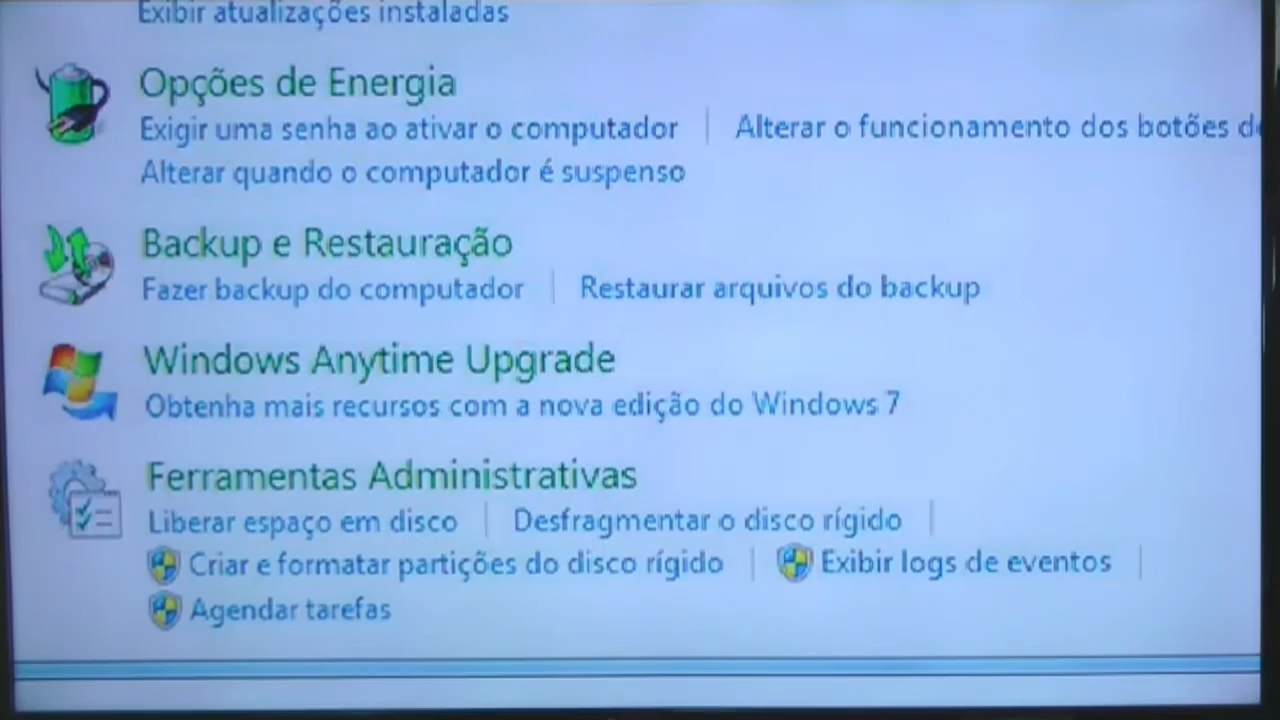 Exibir atualizações instaladas
Opções de Energia
Exigir uma senha ao ativar o computador | Alterar o funcionamento dos botões
Alterar quando o computador é suspenso
Backup e Restauração
Fazer backup do computador | Restaurar arquivos do backup
Windows Anytime Upgrade
Obtenha mais recursos com a nova edição do Windows 7
Ferramentas Administrativas
Liberar espaço em disco | Desfragmentar o disco rígido |
Criar e formatar partições do disco rígido | Exibir logs de eventos |
Agendar tarefas